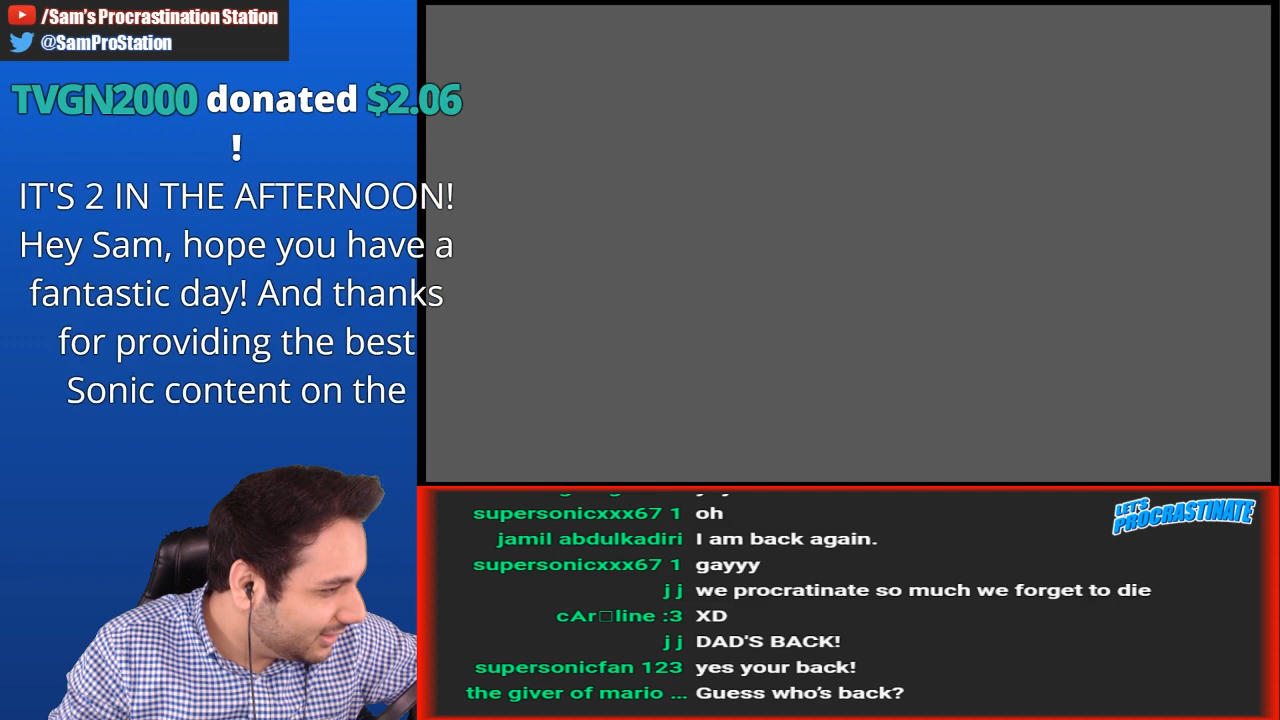 /Sam's Procrastination Station
@SamProStation
TVGN2000 donated $2.06
!
IT'S 2 IN THE AFTERNOON!
Hey Sam, hope you have a
fantastic day! And thanks
for providing the best
Sonic content on the
LET'S
PROCRASTINATE
supersonicxxx67 1 oh
jamil abdulkadiri I am back again.
supersonicxxx67 1 gayyy
j j we procratinate so much we forget to die
cAr□line :3 XD
j j DAD'S BACK!
supersonicfan 123 yes your back!
the giver of mario ... Guess who's back?